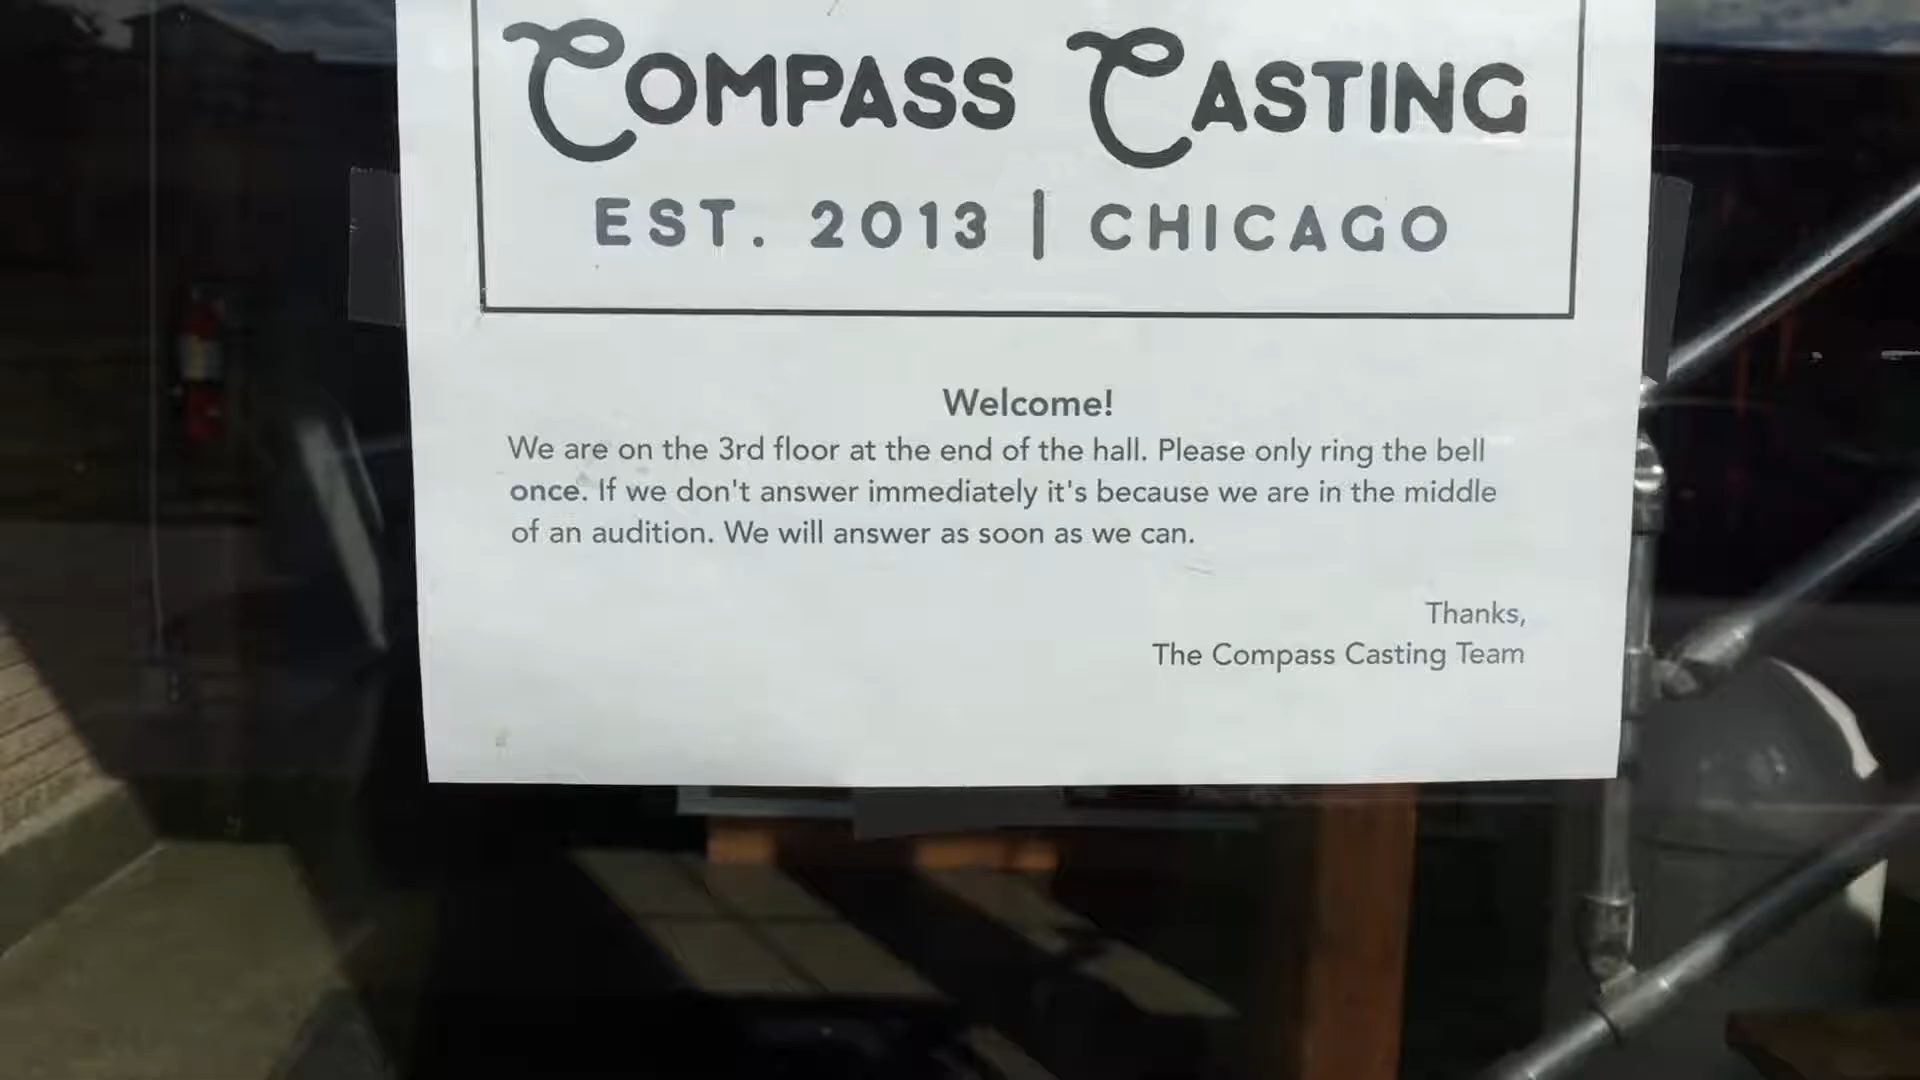 COMPASS CASTING
EST. 2013 | CHICAGO
Welcome!
We are on the 3rd floor at the end of the hall. Please only ring the bell
once. If we don't answer immediately it's because we are in the middle
of an audition. We will answer as soon as we can.
Thanks,
The Compass Casting Team